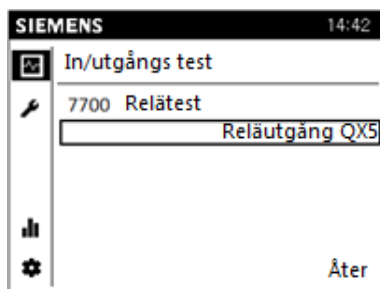 SIEMENS 14:42
In/utgångs test
7700 Relätest
Reläutgång QX5
Åter